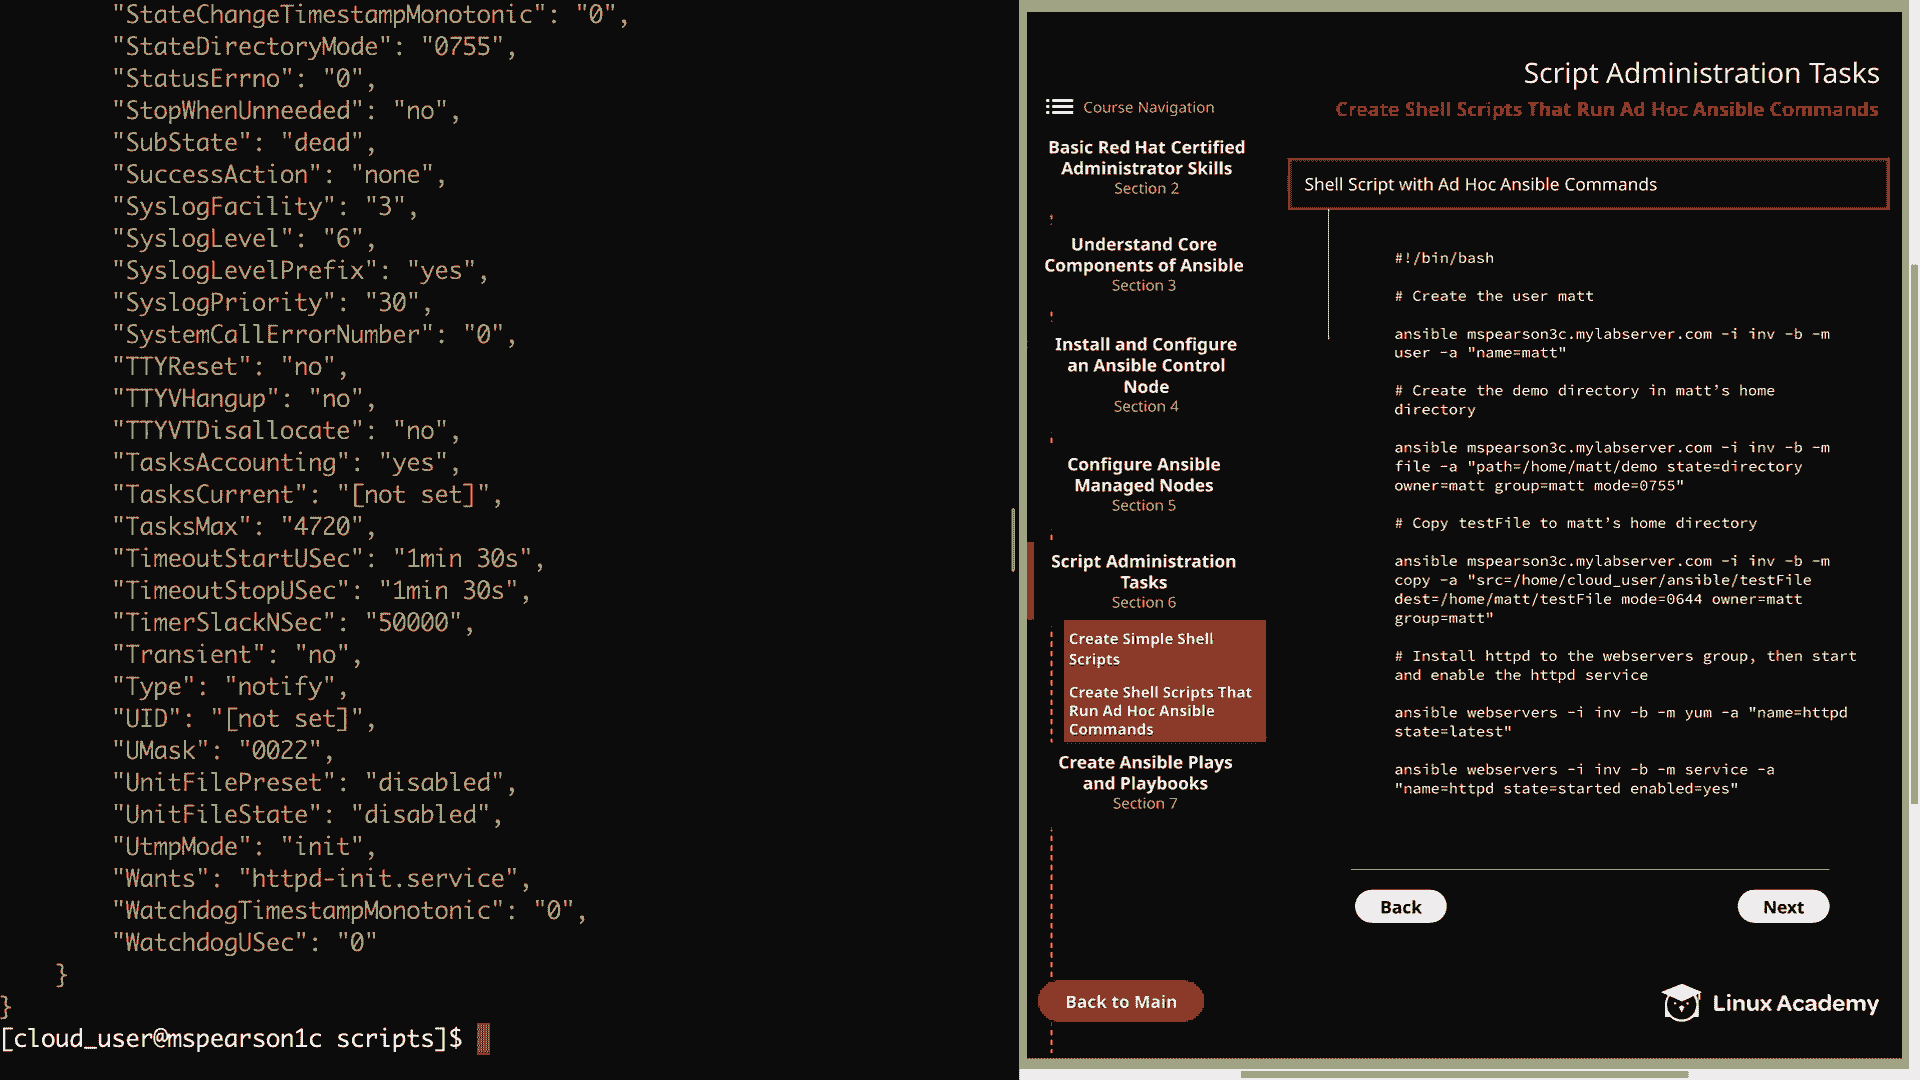 "StateChangeTimestampMonotonic": "0",
"StateDirectoryMode": "0755",
"StatusErrno": "0",
"StopWhenUnneeded": "no",
"SubState": "dead",
"SuccessAction": "none",
"SyslogFacility": "3",
"SyslogLevel": "6",
"SyslogLevelPrefix": "yes",
"SyslogPriority": "30",
"SystemCallErrorNumber": "0",
"TTYReset": "no",
"TTYVHangup": "no",
"TTYVTDisallocate": "no",
"TasksAccounting": "yes",
"TasksCurrent": "[not set]",
"TasksMax": "4720",
"TimeoutStartUSec": "1min 30s",
"TimeoutStopUSec": "1min 30s",
"TimerSlackNSec": "50000",
"Transient": "no",
"Type": "notify",
"UID": "[not set]",
"UMask": "0022",
"UnitFilePreset": "disabled",
"UnitFileState": "disabled",
"UtmpMode": "init",
"Wants": "httpd-init.service",
"WatchdogTimestampMonotonic": "0",
"WatchdogUSec": "0"
}
}
[cloud_user@mspearson1c scripts]$
Script Administration Tasks
Create Shell Scripts That Run Ad Hoc Ansible Commands
Course Navigation
Basic Red Hat Certified
Administrator Skills
Section 2
Understand Core
Components of Ansible
Section 3
Install and Configure
an Ansible Control
Node
Section 4
Configure Ansible
Managed Nodes
Section 5
Script Administration
Tasks
Section 6
Create Simple Shell
Scripts
Create Shell Scripts That
Run Ad Hoc Ansible
Commands
Create Ansible Plays
and Playbooks
Section 7
Back to Main
Shell Script with Ad Hoc Ansible Commands
#!/bin/bash
# Create the user matt
ansible mspearson3c.mylabserver.com -i inv -b -m
user -a "name=matt"
# Create the demo directory in matt’s home
directory
ansible mspearson3c.mylabserver.com -i inv -b -m
file -a "path=/home/matt/demo state=directory
owner=matt group=matt mode=0755"
# Copy testFile to matt’s home directory
ansible mspearson3c.mylabserver.com -i inv -b -m
copy -a "src=/home/cloud_user/ansible/testFile
dest=/home/matt/testFile mode=0644 owner=matt
group=matt"
# Install httpd to the webservers group, then start
and enable the httpd service
ansible webservers -i inv -b -m yum -a "name=httpd
state=latest"
ansible webservers -i inv -b -m service -a
"name=httpd state=started enabled=yes"
Back
Next
Linux Academy